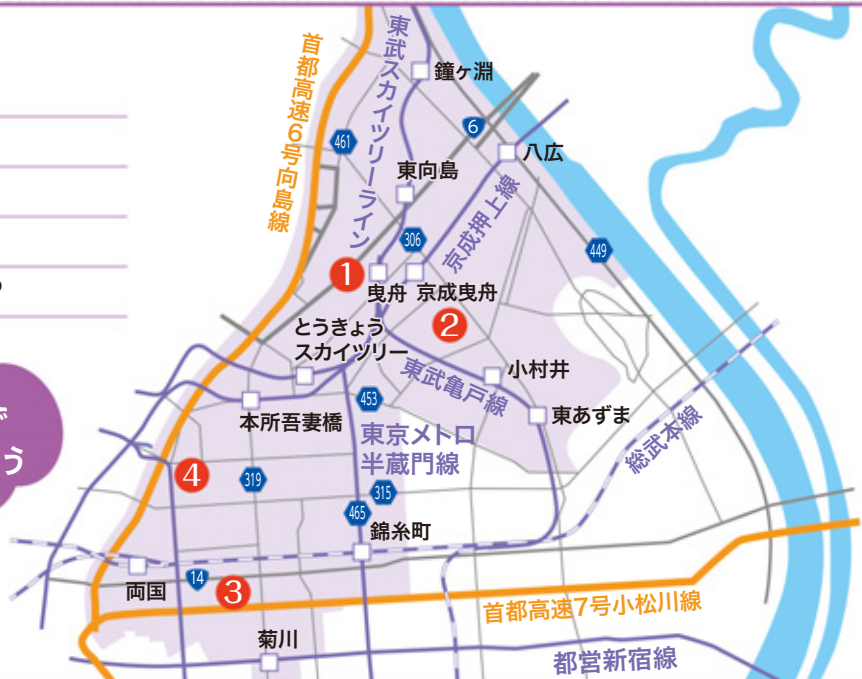 首都高速6号向島線
東武スカイツリーライン
鐘ヶ淵
6
八広
461
東向島
京成押上線
306
449
1
曳舟
京成曳舟
2
とうきょう
スカイツリー
小村井
東武亀戸線
453
東あずま
本所吾妻橋
東京メトロ
半蔵門線
総武本線
う
4
319
315
465
錦糸町
両国
14
3
首都高速7号小松川線
菊川
都営新宿線